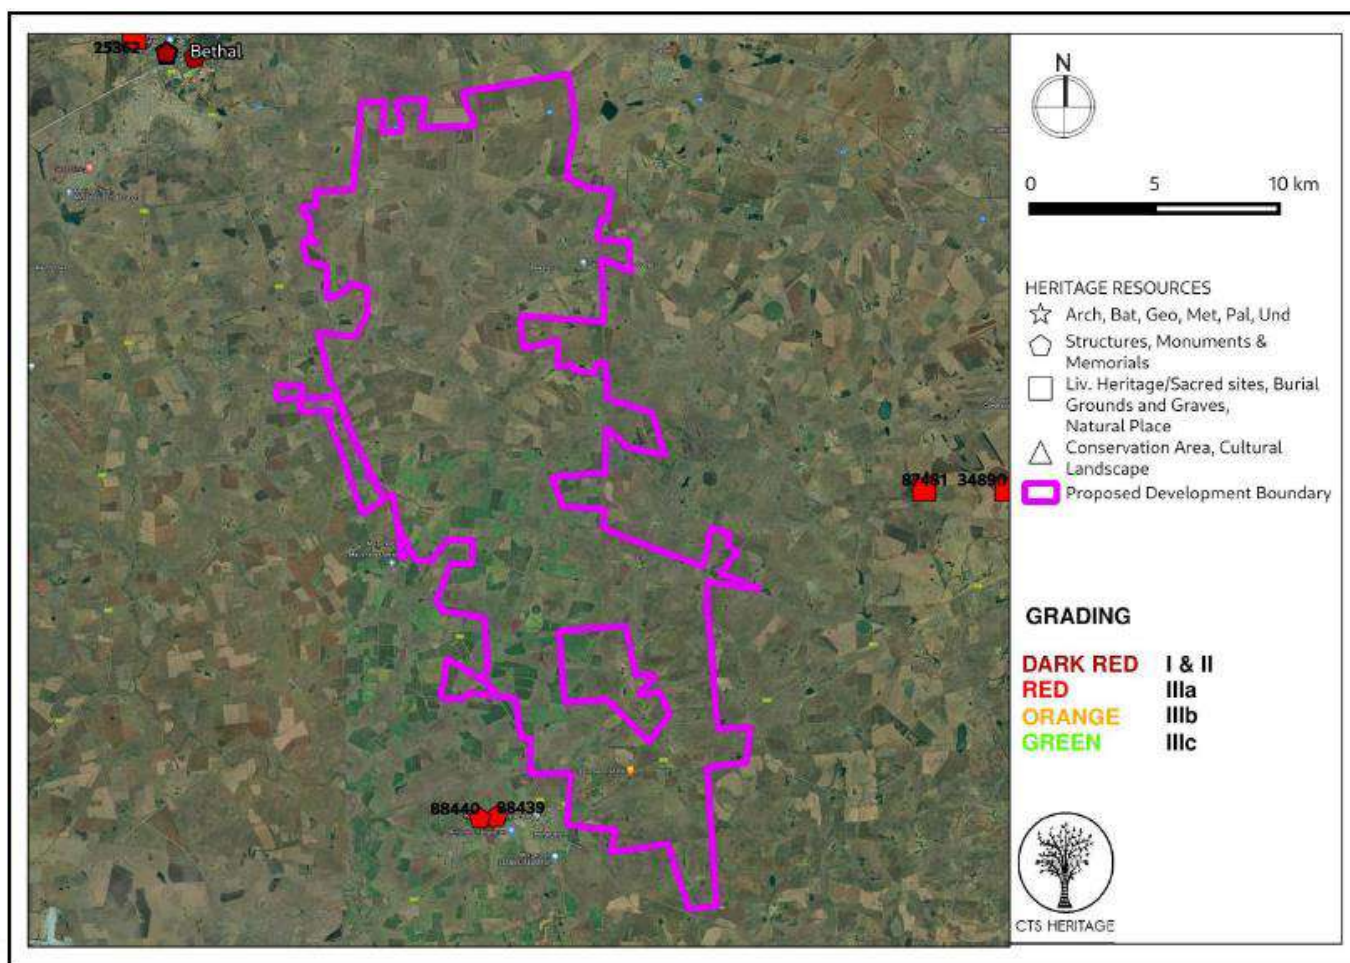 25362
Bethal
87481
34890
88440
88439
N
0 5 10 km
HERITAGE RESOURCES
Arch, Bat, Geo, Met, Pal, Und
Structures, Monuments &
Memorials
Liv. Heritage/Sacred sites, Burial
Grounds and Graves,
Natural Place
Conservation Area, Cultural
Landscape
Proposed Development Boundary
GRADING
DARK RED I & II
RED IIIa
ORANGE IIIb
GREEN IIIc
CTS HERITAGE